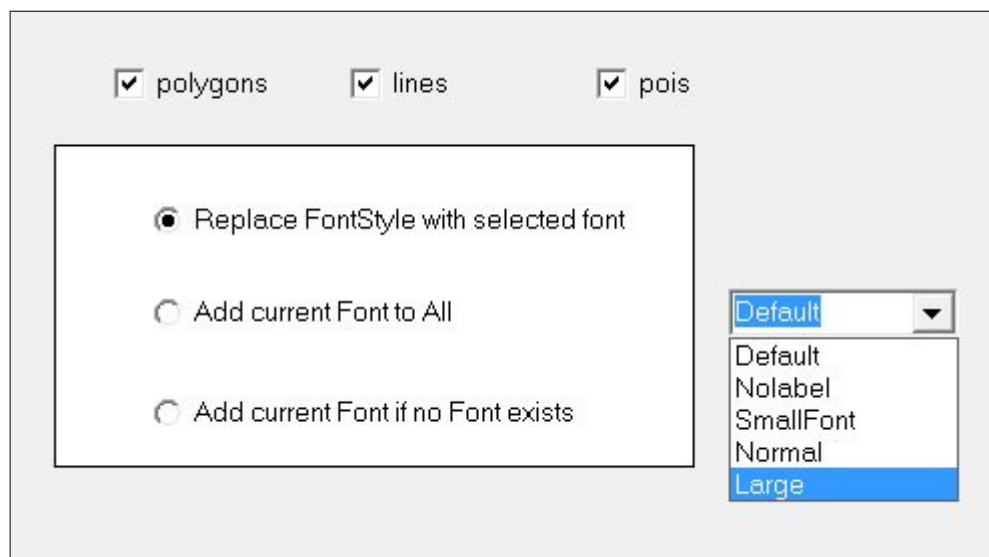 polygons lines pois
Replace FontStyle with selected font
Add current Font to All
Add current Font if no Font exists
Default
Default
Nolabel
SmallFont
Normal
Large